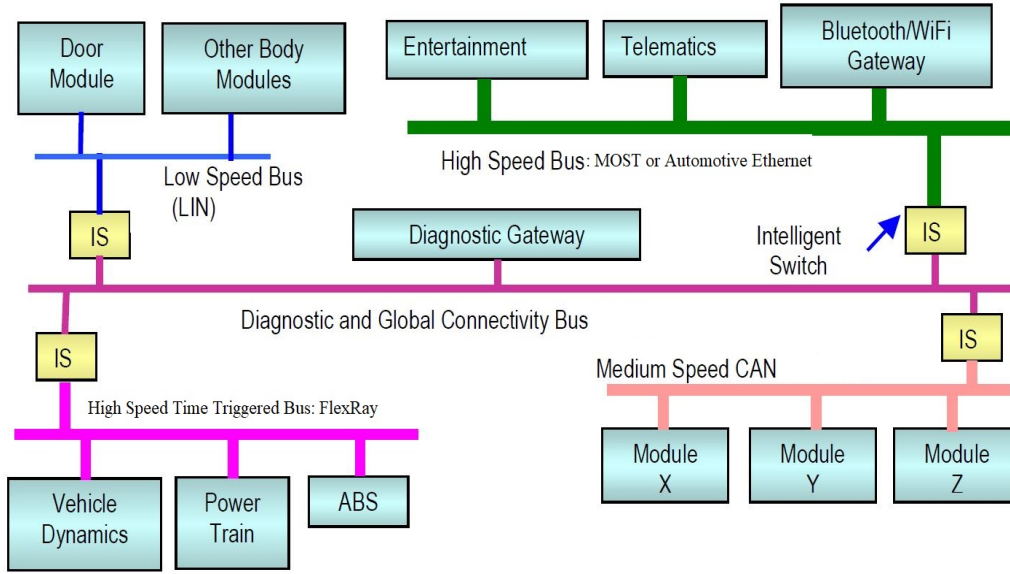 Door
Module
Other Body
Modules
Entertainment
Telematics
Bluetooth/WiFi
Gateway
High Speed Bus: MOST or Automotive Ethernet
Low Speed Bus
(LIN)
IS
Diagnostic Gateway
Intelligent
Switch
IS
Diagnostic and Global Connectivity Bus
IS
IS
Medium Speed CAN
High Speed Time Triggered Bus: FlexRay
Vehicle
Dynamics
Power
Train
ABS
Module
X
Module
Y
Module
Z